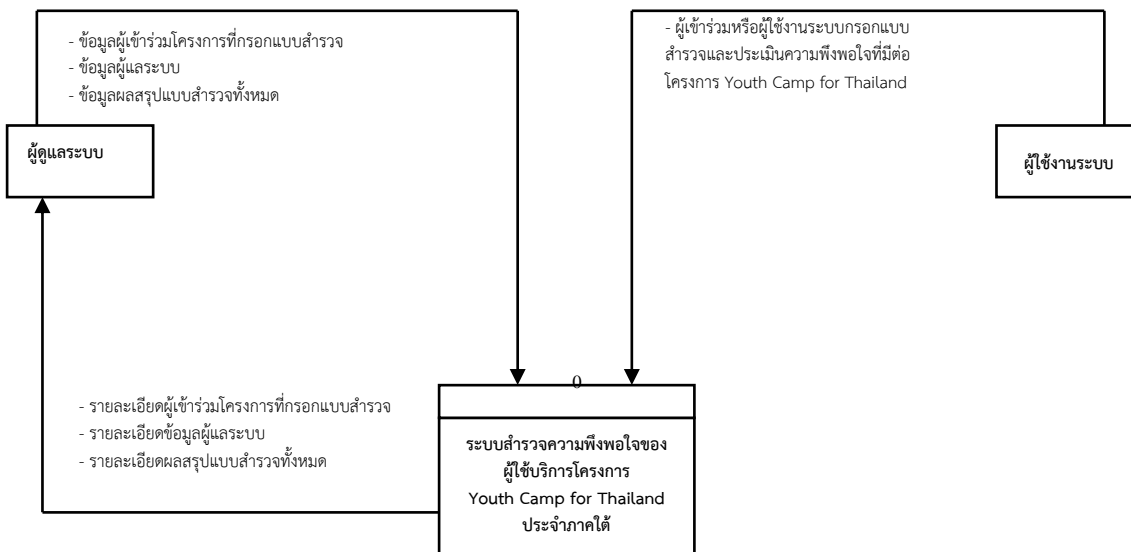 - ข้อมูลผู้เข้าร่วมโครงการที่กรอกแบบสำรวจ
- ข้อมูลผู้แลระบบ
- ข้อมูลผลสรุปแบบสำรวจทั้งหมด
- ผู้เข้าร่วมหรือผู้ใช้งานระบบกรอกแบบ
สำรวจและประเมินความพึงพอใจที่มีต่อ
โครงการ Youth Camp for Thailand
ผู้ดูแลระบบ
ผู้ใช้งานระบบ
- รายละเอียดผู้เข้าร่วมโครงการที่กรอกแบบสำรวจ
- รายละเอียดข้อมูลผู้แลระบบ
- รายละเอียดผลสรุปแบบสำรวจทั้งหมด
0
ระบบสำรวจความพึงพอใจของ
ผู้ใช้บริการโครงการ
Youth Camp for Thailand
ประจำภาคใต้